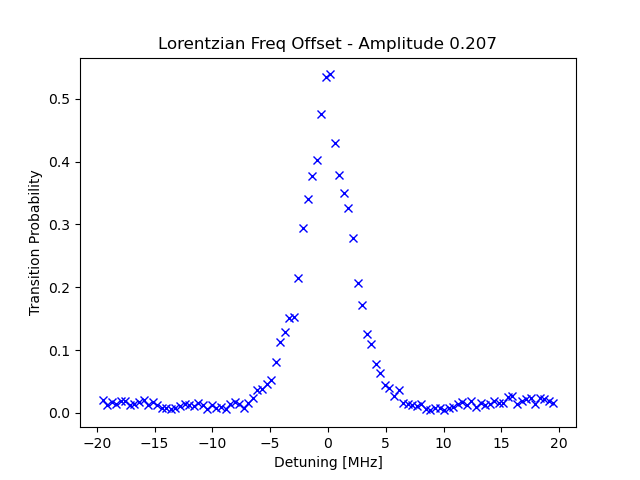 Lorentzian Freq Offset - Amplitude 0.207
Transition Probability
0.5
0.4
0.3
0.2
0.1
0.0
−20 −15 −10 −5 0 5 10 15 20
Detuning [MHz]